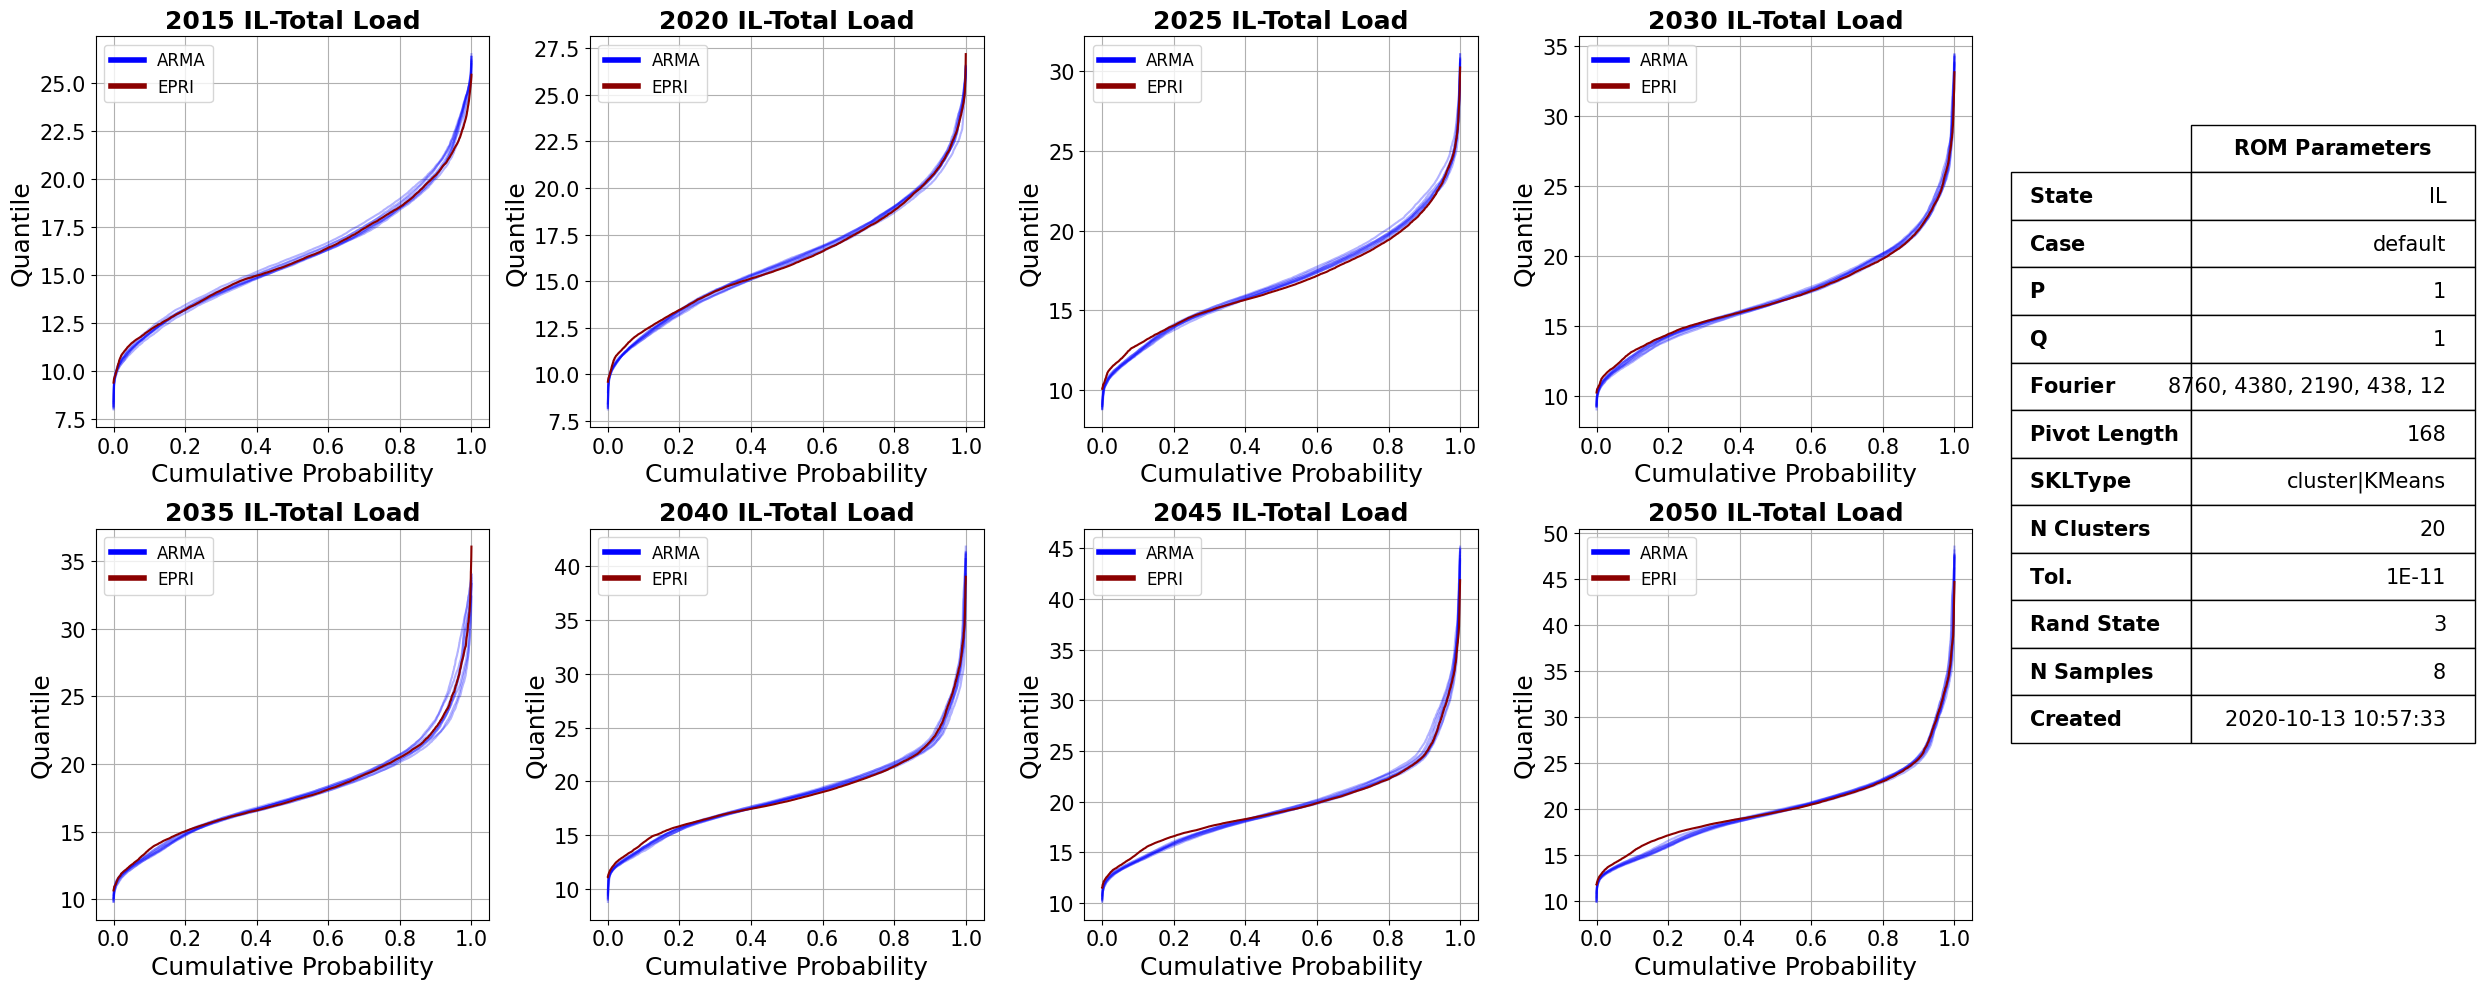 2015 IL-Total Load
25.0
22.5
20.0
17.5
15.0
12.5
10.0
7.5
Quantile
ARMA
EPRI
0.0 0.2 0.4 0.6 0.8 1.0
Cumulative Probability
2020 IL-Total Load
27.5
25.0
22.5
20.0
17.5
15.0
12.5
10.0
7.5
Quantile
ARMA
EPRI
0.0 0.2 0.4 0.6 0.8 1.0
Cumulative Probability
2025 IL-Total Load
30
25
20
15
10
Quantile
ARMA
EPRI
0.0 0.2 0.4 0.6 0.8 1.0
Cumulative Probability
2030 IL-Total Load
35
30
25
20
15
10
Quantile
ARMA
EPRI
0.0 0.2 0.4 0.6 0.8 1.0
Cumulative Probability
2035 IL-Total Load
35
30
25
20
15
10
Quantile
ARMA
EPRI
0.0 0.2 0.4 0.6 0.8 1.0
Cumulative Probability
2040 IL-Total Load
40
35
30
25
20
15
10
Quantile
ARMA
EPRI
0.0 0.2 0.4 0.6 0.8 1.0
Cumulative Probability
2045 IL-Total Load
45
40
35
30
25
20
15
10
Quantile
ARMA
EPRI
0.0 0.2 0.4 0.6 0.8 1.0
Cumulative Probability
2050 IL-Total Load
50
45
40
35
30
25
20
15
10
Quantile
ARMA
EPRI
0.0 0.2 0.4 0.6 0.8 1.0
Cumulative Probability
ROM Parameters
State IL
Case default
P 1
Q 1
Fourier 8760, 4380, 2190, 438, 12
Pivot Length 168
SKLType cluster|KMeans
N Clusters 20
Tol. 1E-11
Rand State 3
N Samples 8
Created 2020-10-13 10:57:33